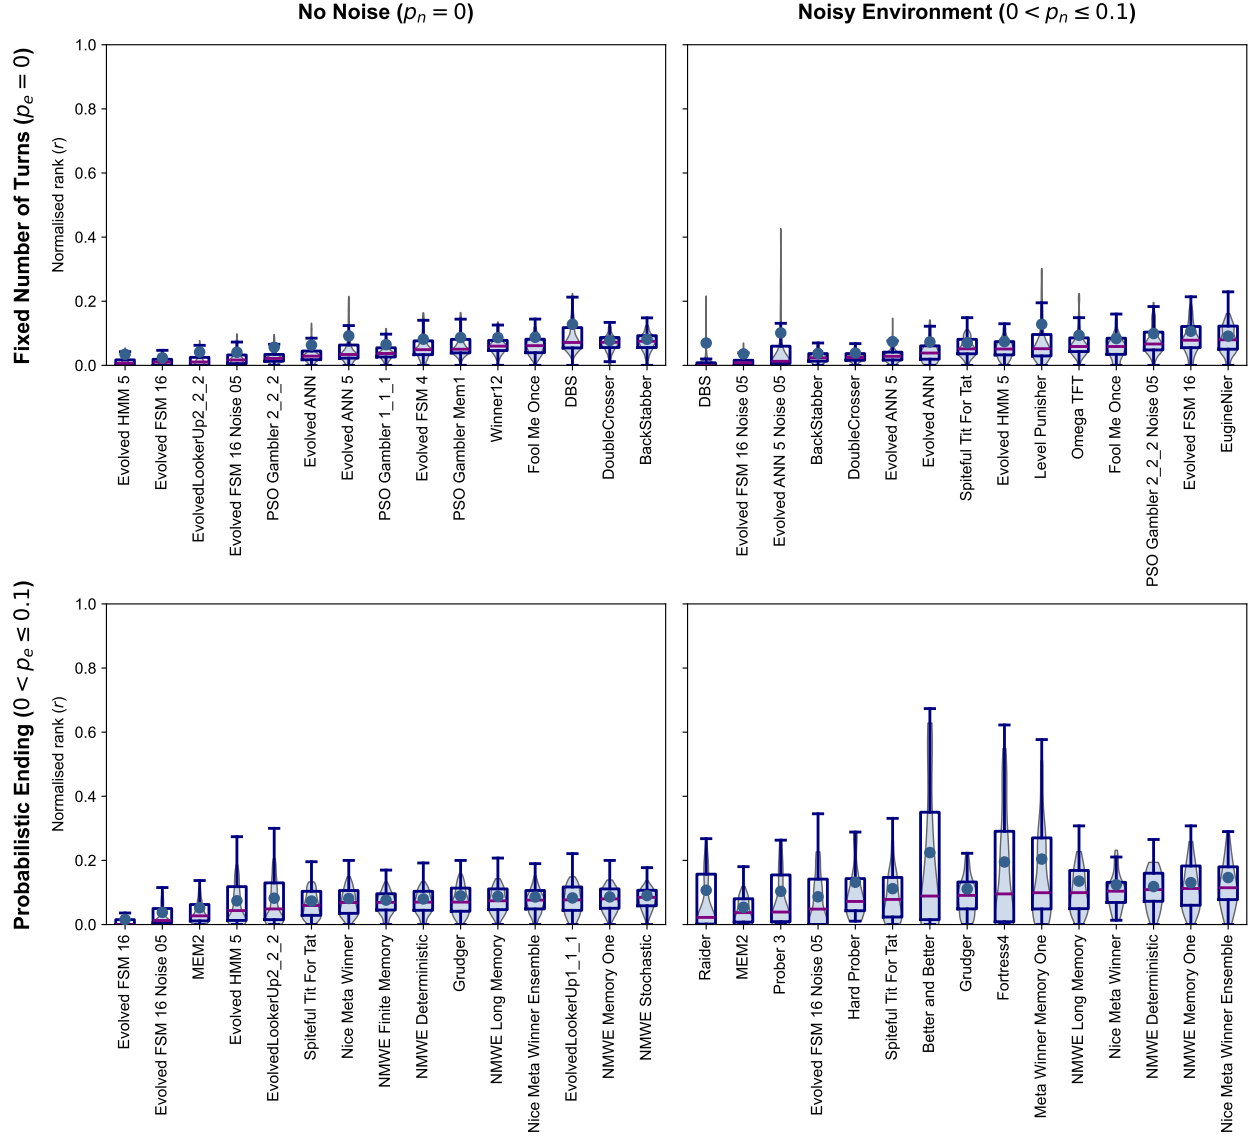 No Noise (pₙ = 0)
Noisy Environment (0 < pₙ ≤ 0.1)
Fixed Number of Turns (pₑ = 0)
Normalised rank (r)
1.0
0.8
0.6
0.4
0.2
0.0
Evolved HMM 5
Evolved FSM 16
EvolvedLookerUp2_2_2
Evolved FSM 16 Noise 05
PSO Gambler 2_2_2
Evolved ANN
Evolved ANN 5
PSO Gambler 1_1_1
Evolved FSM 4
PSO Gambler Mem1
Winner12
Fool Me Once
DBS
DoubleCrosser
BackStabber
DBS
Evolved FSM 16 Noise 05
Evolved ANN 5 Noise 05
BackStabber
DoubleCrosser
Evolved ANN 5
Evolved ANN
Spiteful Tit For Tat
Evolved HMM 5
Level Punisher
Omega TFT
Fool Me Once
PSO Gambler 2_2_2 Noise 05
Evolved FSM 16
EugineNier
Probabilistic Ending (0 < pₑ ≤ 0.1)
Normalised rank (r)
1.0
0.8
0.6
0.4
0.2
0.0
Evolved FSM 16
Evolved FSM 16 Noise 05
MEM2
Evolved HMM 5
EvolvedLookerUp2_2_2
Spiteful Tit For Tat
Nice Meta Winner
NMWE Finite Memory
NMWE Deterministic
Grudger
NMWE Long Memory
Nice Meta Winner Ensemble
EvolvedLookerUp1_1_1
NMWE Memory One
NMWE Stochastic
Raider
MEM2
Prober 3
Evolved FSM 16 Noise 05
Hard Prober
Spiteful Tit For Tat
Better and Better
Grudger
Fortress4
Meta Winner Memory One
NMWE Long Memory
Nice Meta Winner
NMWE Deterministic
NMWE Memory One
Nice Meta Winner Ensemble